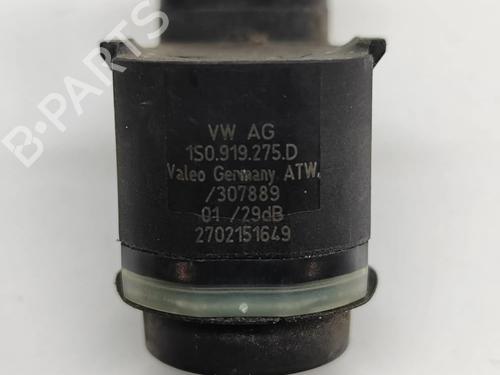 B-PARTS
VW AG
1S0.919.275.D
Valeo Germany ATW.
/307889
01 /29dB
2702151649